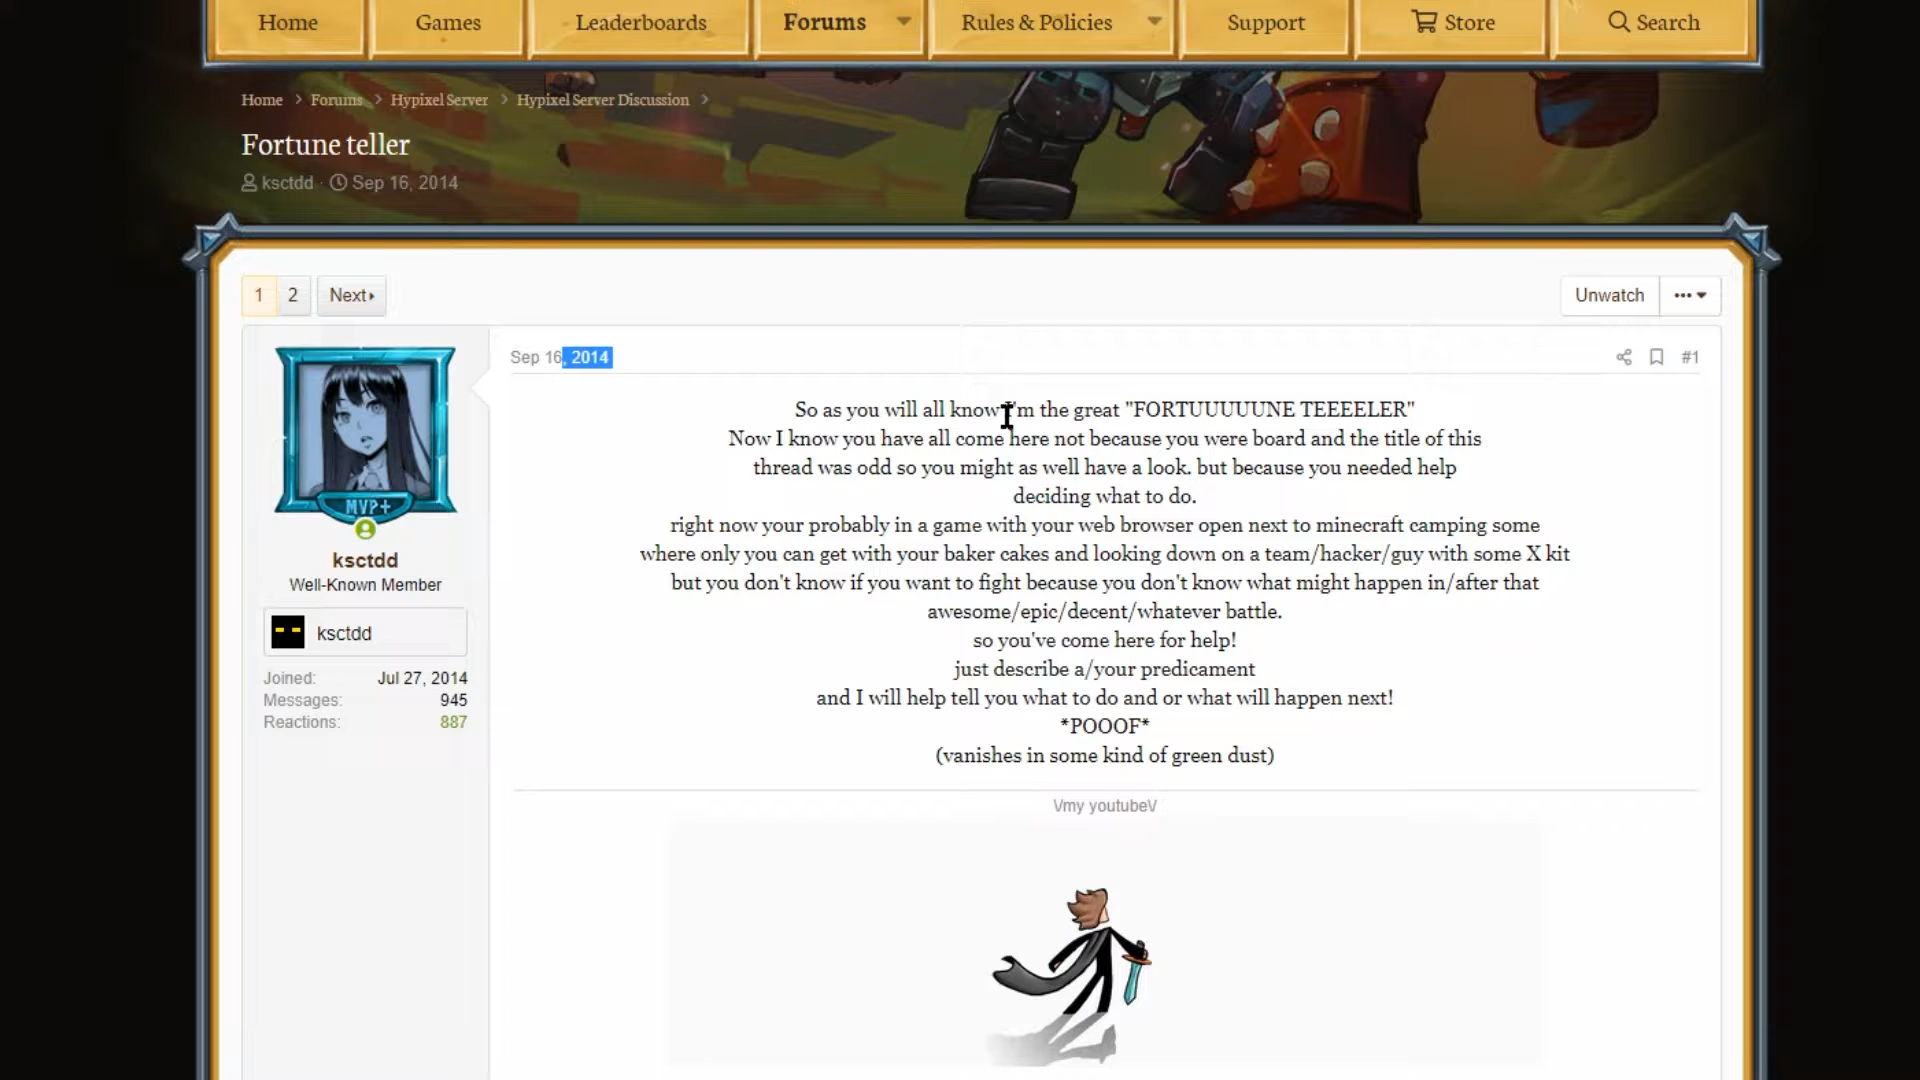 Home Games Leaderboards Forums Rules & Policies Support Store Search
Home > Forums > Hypixel Server > Hypixel Server Discussion >
Fortune teller
ksctdd · Sep 16, 2014
1 2 Next
Unwatch
Sep 16, 2014
#1
MVP+
ksctdd
Well-Known Member
ksctdd
Joined: Jul 27, 2014
Messages: 945
Reactions: 887
So as you will all know I'm the great "FORTUUUUUNE TEEEELER"
Now I know you have all come here not because you were board and the title of this
thread was odd so you might as well have a look. but because you needed help
deciding what to do.
right now your probably in a game with your web browser open next to minecraft camping some
where only you can get with your baker cakes and looking down on a team/hacker/guy with some X kit
but you don't know if you want to fight because you don't know what might happen in/after that
awesome/epic/decent/whatever battle.
so you've come here for help!
just describe a/your predicament
and I will help tell you what to do and or what will happen next!
*POOOF*
(vanishes in some kind of green dust)
\/my youtube\/